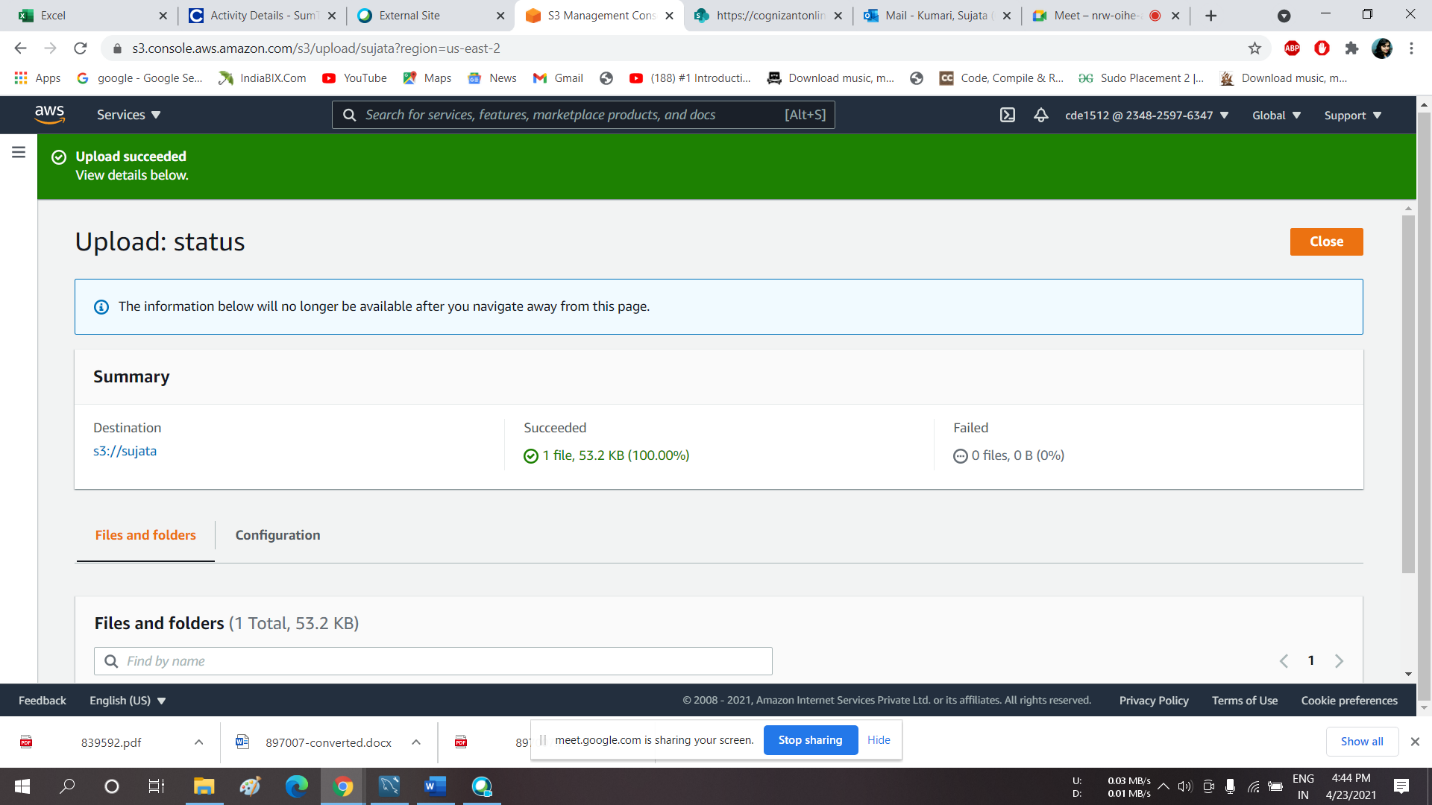 Excel
Activity Details - SumT
External Site
S3 Management Cons
https://cognizantonlin
Mail - Kumari, Sujata (
Meet – nrw-oihe-
s3.console.aws.amazon.com/s3/upload/sujata?region=us-east-2
ABP
Apps
google - Google Se...
IndiaBIX.Com
YouTube
Maps
News
Gmail
(188) #1 Introducti...
Download music, m...
CC
Code, Compile & R...
Sudo Placement 2 |...
Download music, m...
aws
Services
Search for services, features, marketplace products, and docs
[Alt+S]
cde1512 @ 2348-2597-6347
Global
Support
Upload succeeded
View details below.
Upload: status
Close
The information below will no longer be available after you navigate away from this page.
Summary
Destination
s3://sujata
Succeeded
1 file, 53.2 KB (100.00%)
Failed
0 files, 0 B (0%)
Files and folders
Configuration
Files and folders (1 Total, 53.2 KB)
Find by name
1
Feedback
English (US)
© 2008 - 2021, Amazon Internet Services Private Ltd. or its affiliates. All rights reserved.
Privacy Policy
Terms of Use
Cookie preferences
PDF
839592.pdf
897007-converted.docx
PDF
897
meet.google.com is sharing your screen.
Stop sharing
Hide
Show all
U: 0.03 MB/s
D: 0.01 MB/s
ENG
IN
4:44 PM
4/23/2021